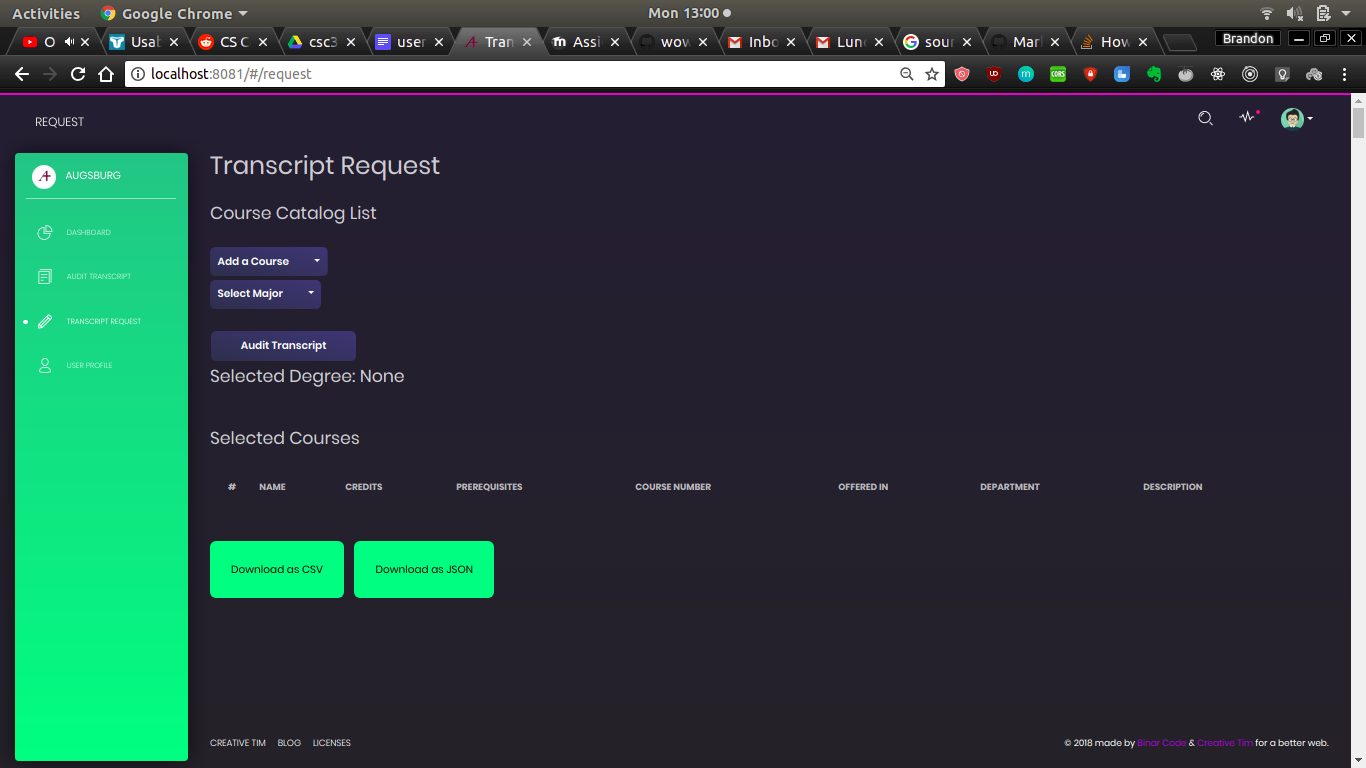 Activities Google Chrome Mon 13:00
O Usab CS C csc3 user Tran Assi wow Inbo Lunc sour Marl How Brandon
localhost:8081/#/request
REQUEST
AUGSBURG
DASHBOARD
AUDIT TRANSCRIPT
TRANSCRIPT REQUEST
USER PROFILE
Transcript Request
Course Catalog List
Add a Course
Select Major
Audit Transcript
Selected Degree: None
Selected Courses
# NAME CREDITS PREREQUISITES COURSE NUMBER OFFERED IN DEPARTMENT DESCRIPTION
Download as CSV Download as JSON
CREATIVE TIM BLOG LICENSES © 2018 made by Binar Code & Creative Tim for a better web.